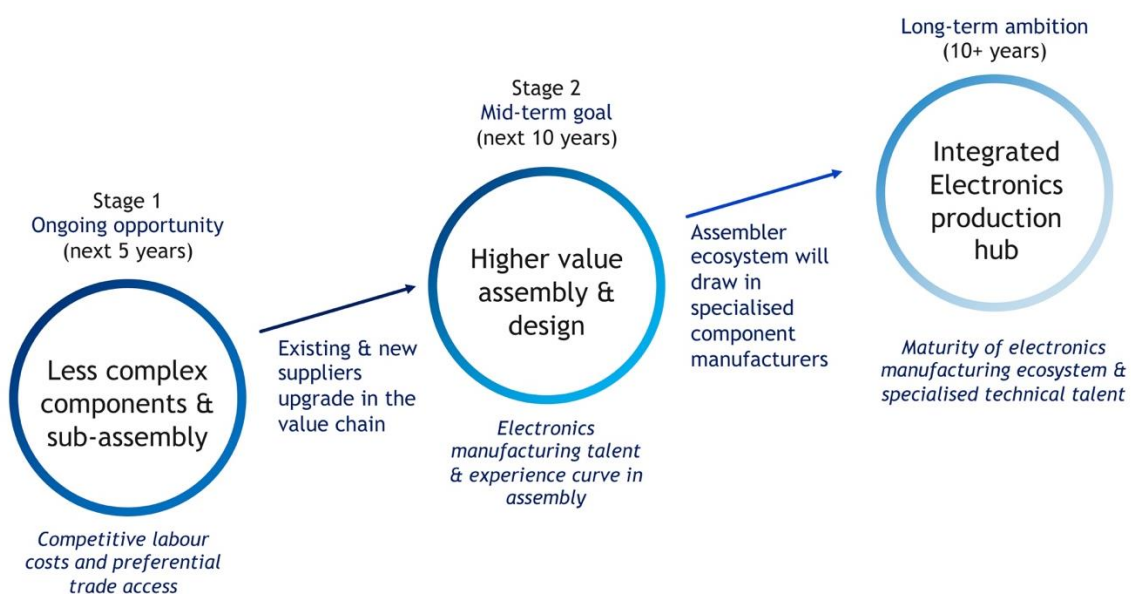 Stage 1
Ongoing opportunity
(next 5 years)
Less complex
components &
sub-assembly
Competitive labour
costs and preferential
trade access
Existing & new
suppliers
upgrade in the
value chain
Stage 2
Mid-term goal
(next 10 years)
Higher value
assembly &
design
Electronics
manufacturing talent
& experience curve in
assembly
Assembler
ecosystem will
draw in
specialised
component
manufacturers
Long-term ambition
(10+ years)
Integrated
Electronics
production
hub
Maturity of electronics
manufacturing ecosystem &
specialised technical talent